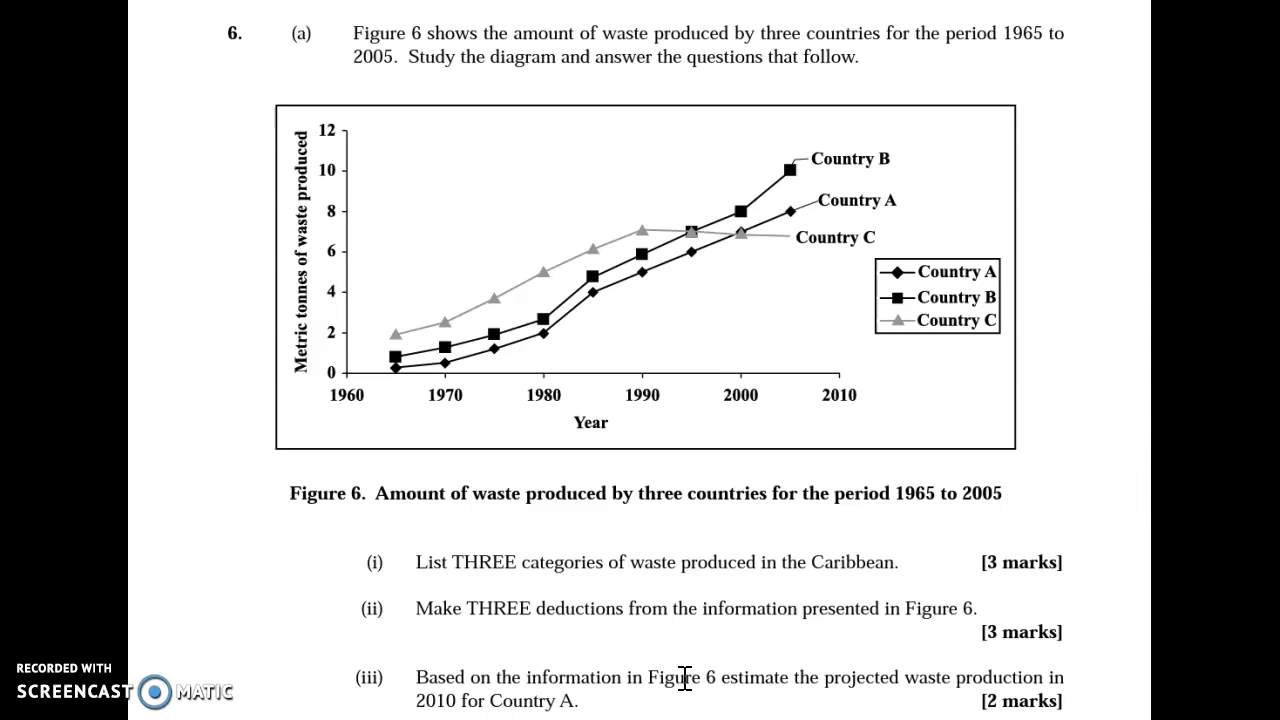 6. (a) Figure 6 shows the amount of waste produced by three countries for the period 1965 to
2005. Study the diagram and answer the questions that follow.
Metric tonnes of waste produced
12
10
8
6
4
2
0
1960 1970 1980 1990 2000 2010
Year
Country B
Country A
Country C
Country A
Country B
Country C
Figure 6. Amount of waste produced by three countries for the period 1965 to 2005
(i) List THREE categories of waste produced in the Caribbean. [3 marks]
(ii) Make THREE deductions from the information presented in Figure 6.
[3 marks]
(iii) Based on the information in Figure 6 estimate the projected waste production in
2010 for Country A. [2 marks]
RECORDED WITH
SCREENCAST MATIC